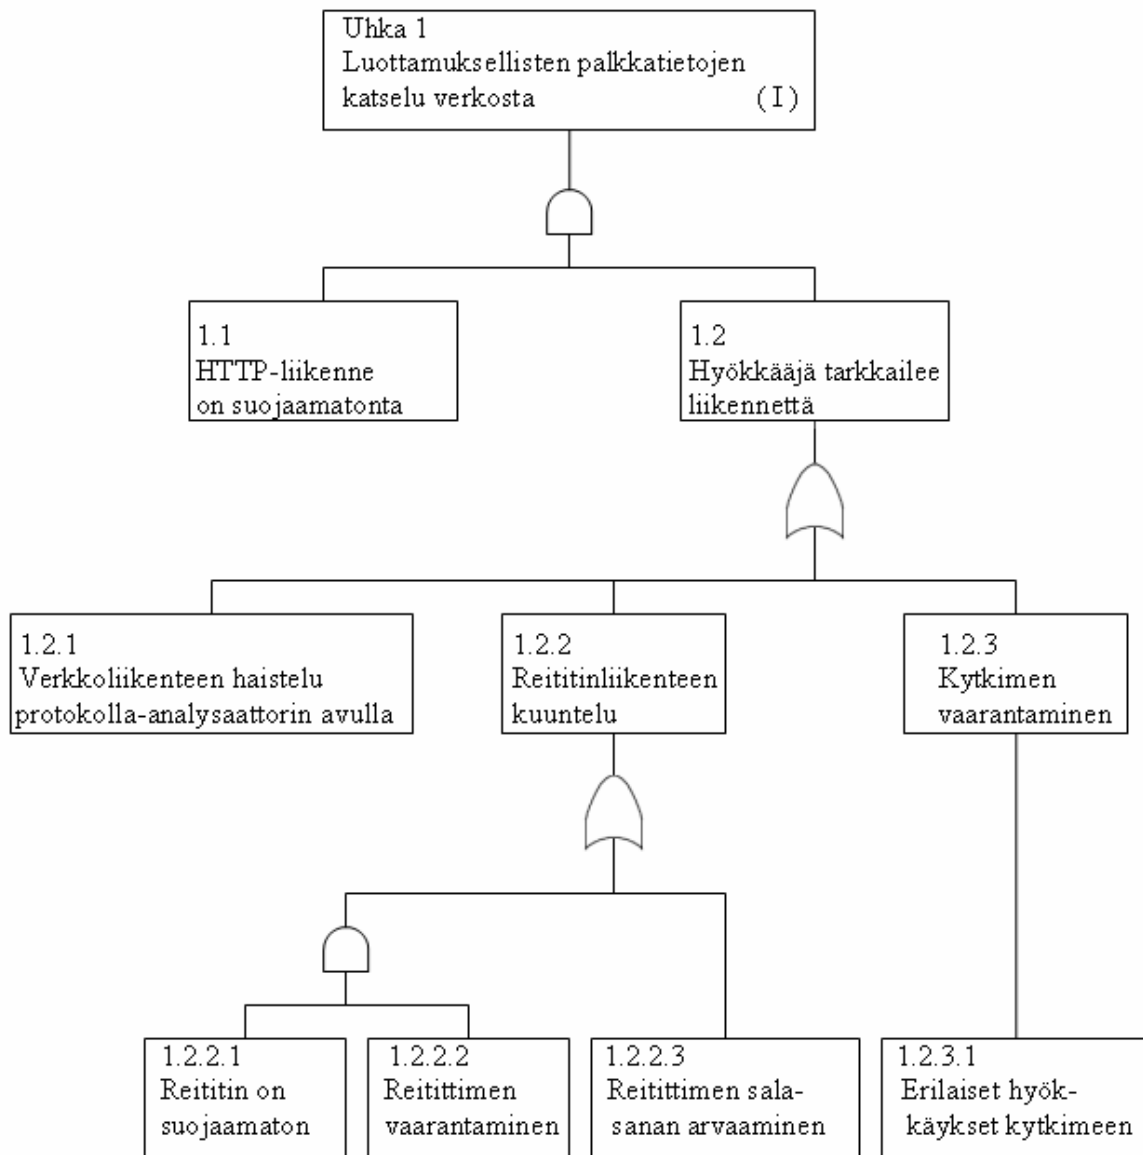 Uhka 1
Luottamuksellisten palkkatietojen
katselu verkosta (I)
1.1
HTTP-liikenne
on suojaamatonta
1.2
Hyökkääjä tarkkailee
liikennettä
1.2.1
Verkkoliikenteen haistelu
protokolla-analysaattorin avulla
1.2.2
Reititinliikenteen
kuuntelu
1.2.3
Kytkimen
vaarantaminen
1.2.2.1
Reititin on
suojaamaton
1.2.2.2
Reitittimen
vaarantaminen
1.2.2.3
Reitittimen sala-
sanan arvaaminen
1.2.3.1
Erilaiset hyök-
käykset kytkimeen